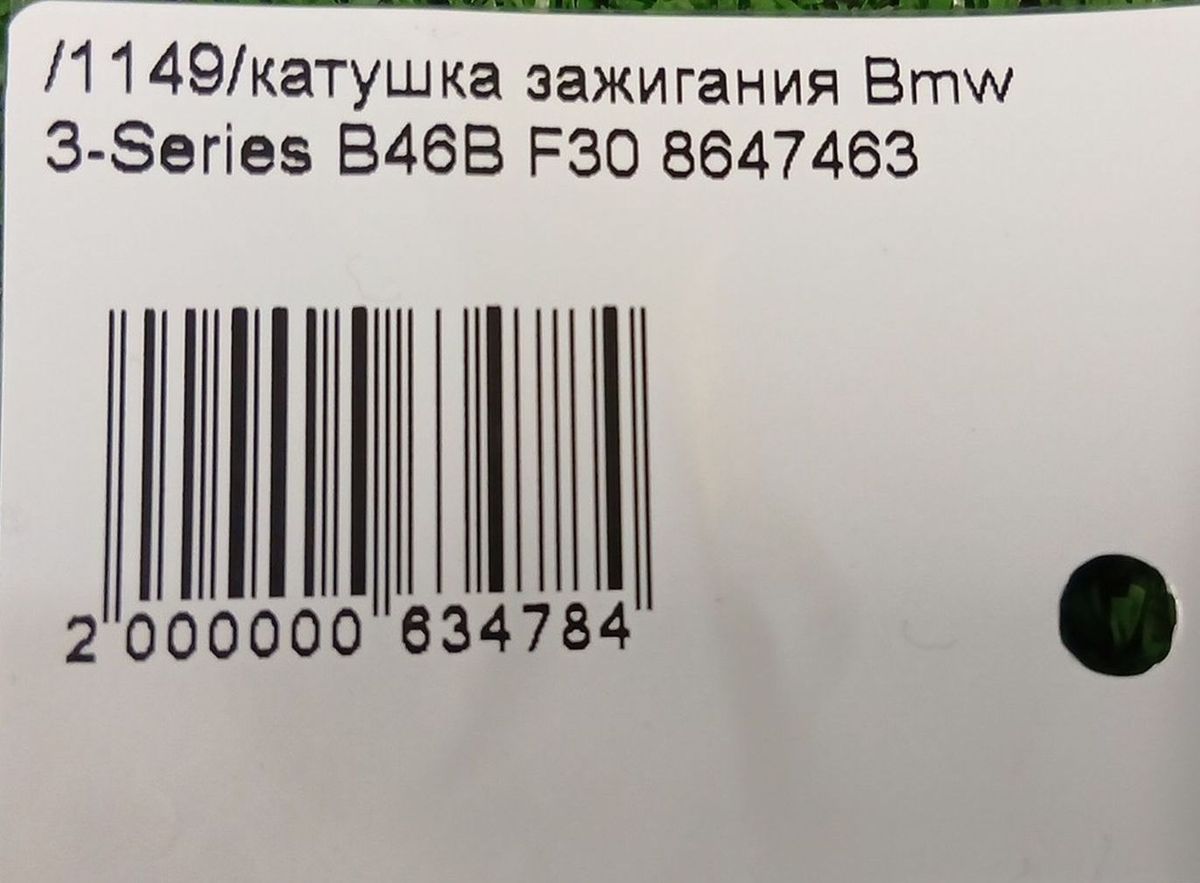 /1149/катушка зажигания Bmw
3-Series B46B F30 8647463
2 000000 634784